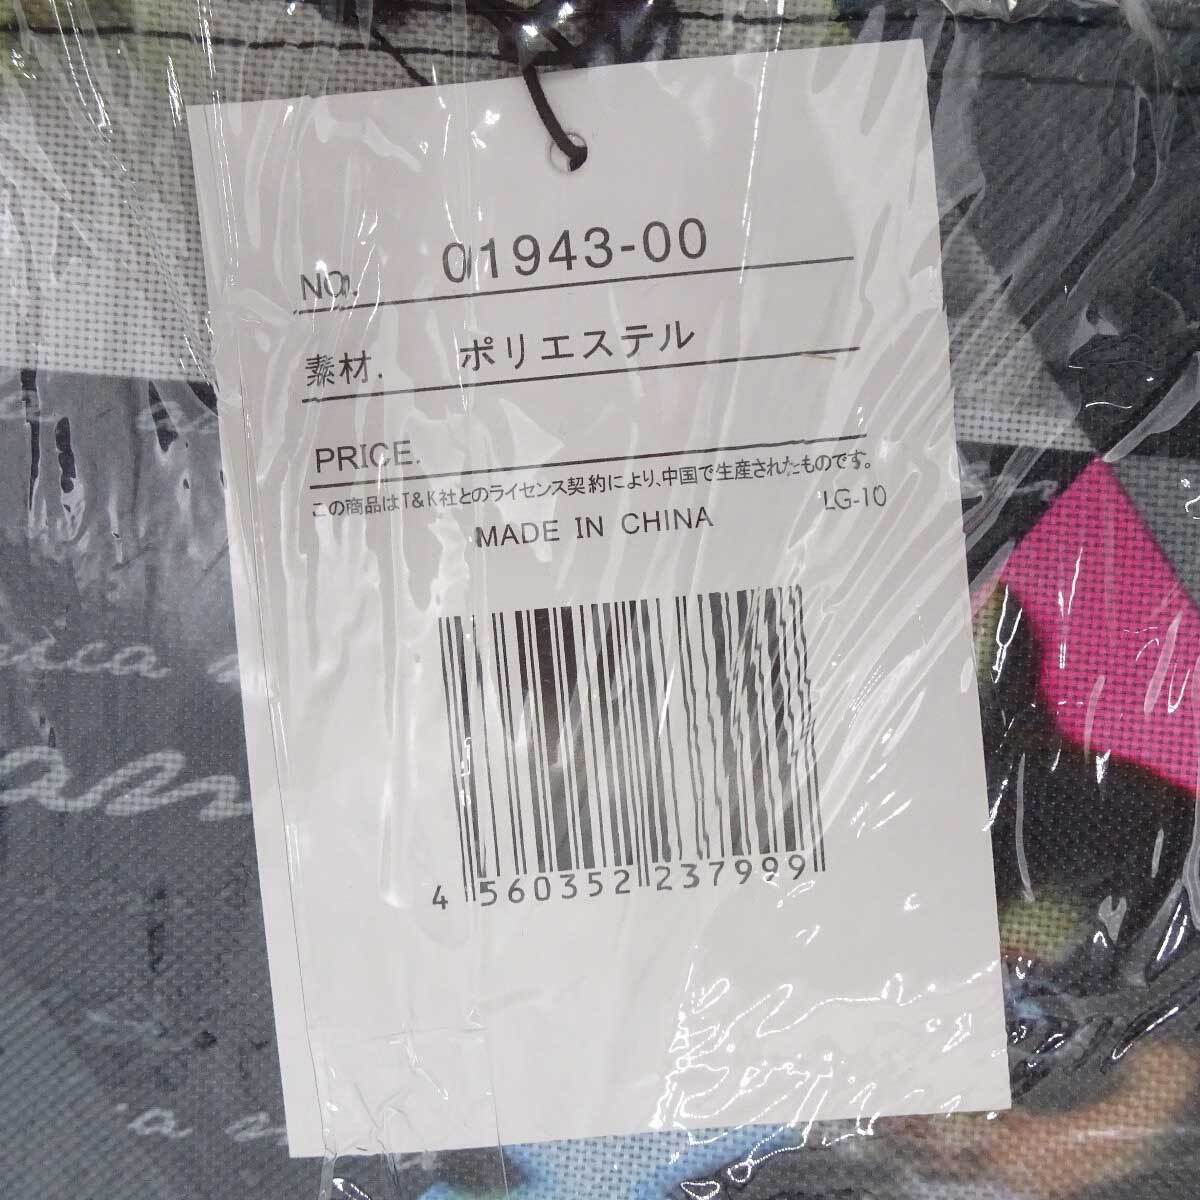 NO. 01943-00
素材. ポリエステル
PRICE.
この商品はT&K社とのライセンス契約により、中国で生産されたものです。
MADE IN CHINA
LG-10
4 560352 237999